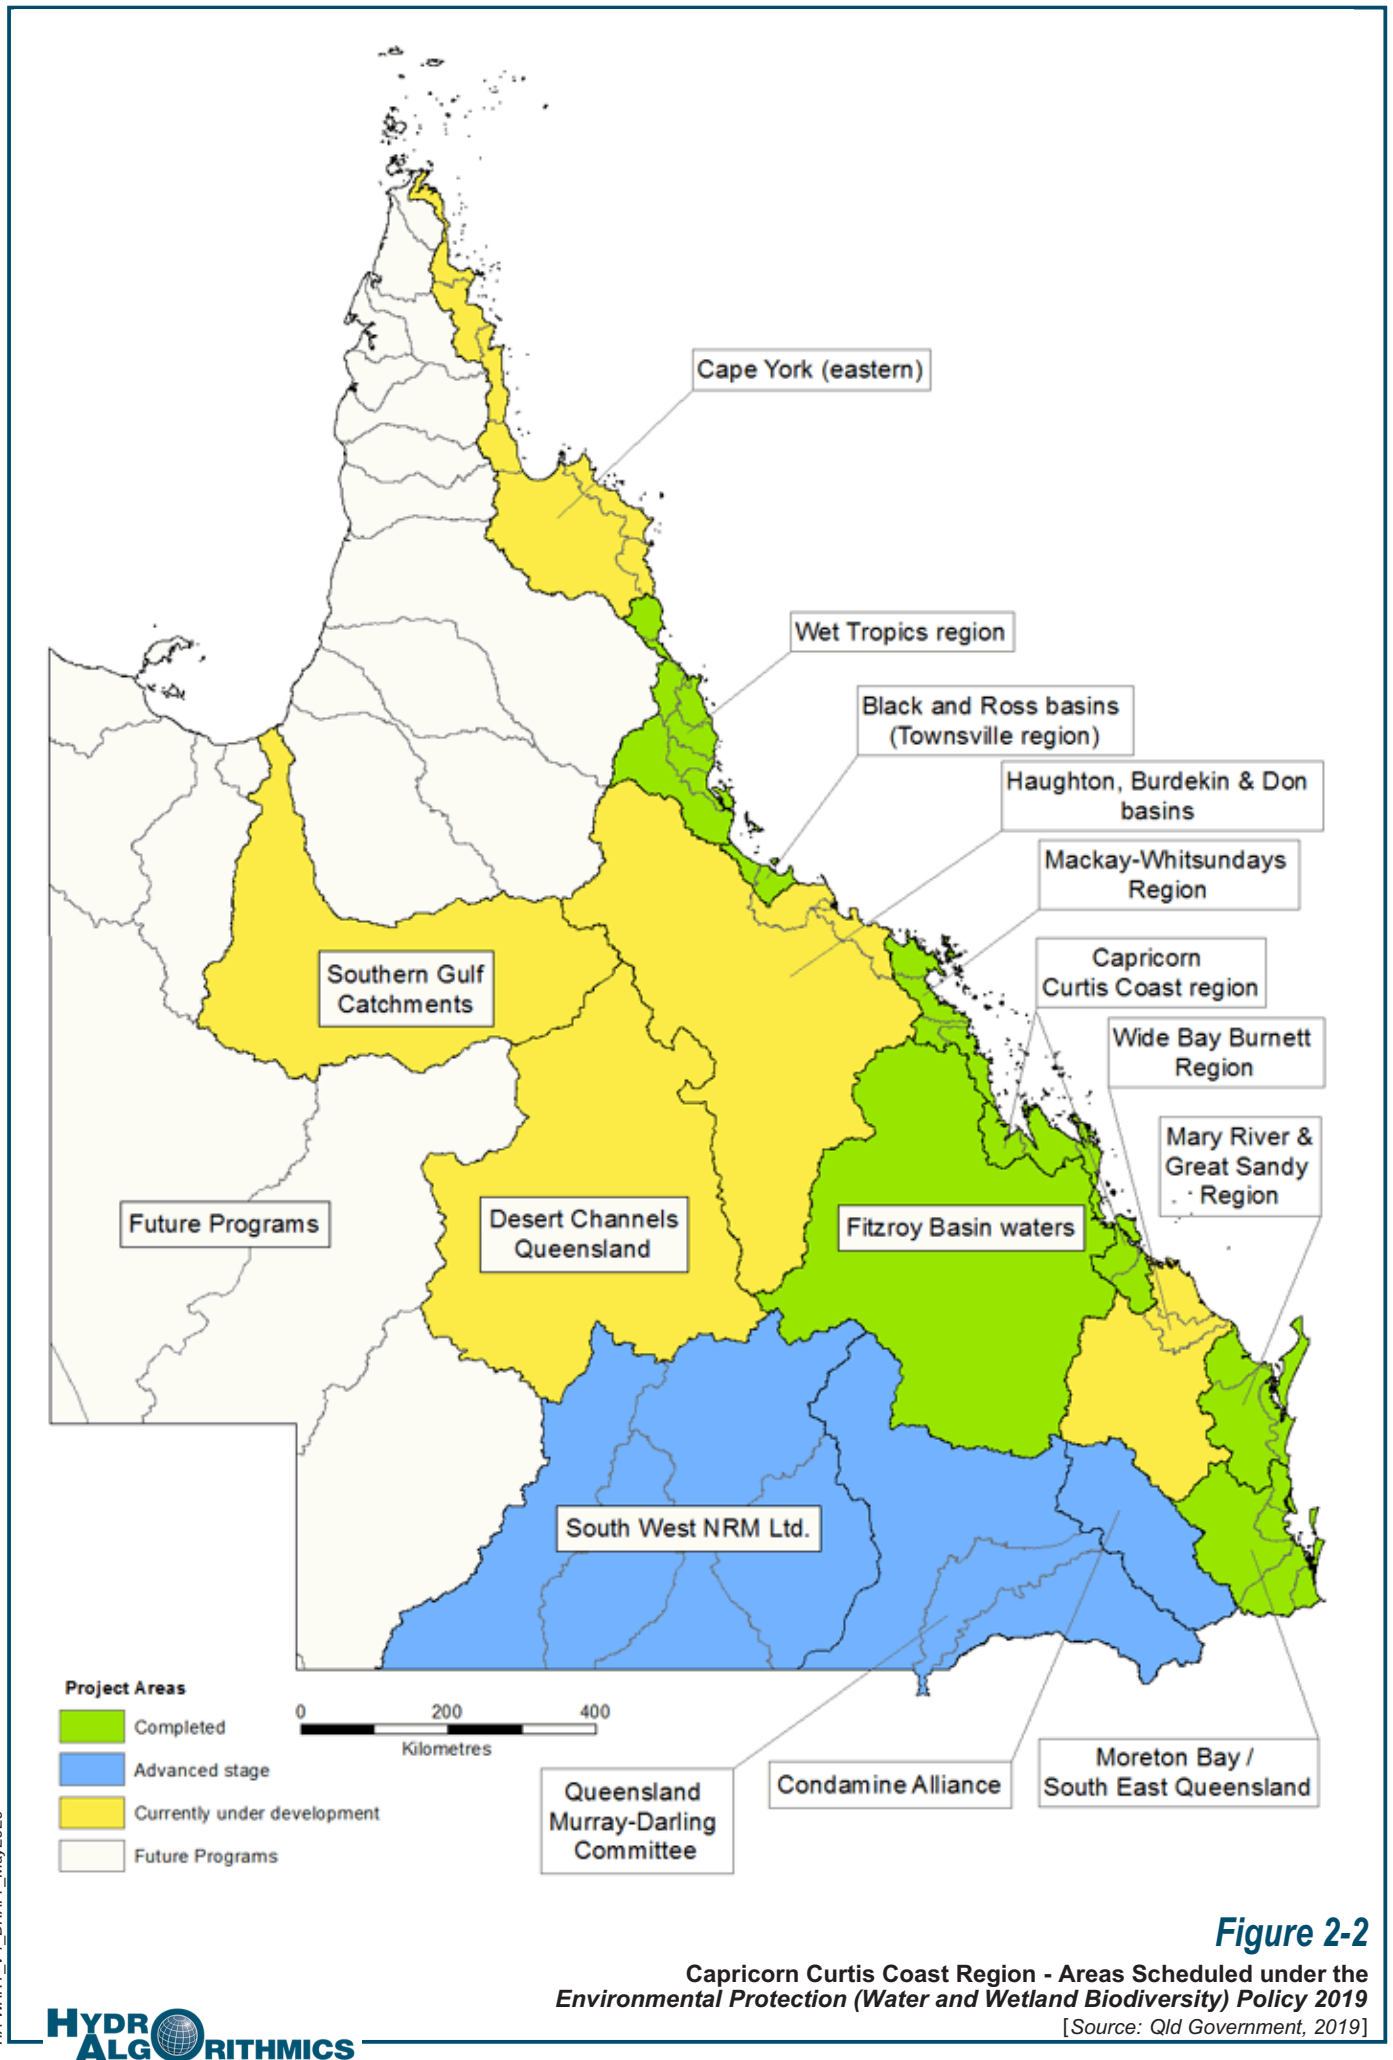 Cape York (eastern)
Wet Tropics region
Black and Ross basins
(Townsville region)
Haughton, Burdekin & Don
basins
Mackay-Whitsundays
Region
Capricorn
Curtis Coast region
Wide Bay Burnett
Region
Mary River &
Great Sandy
Region
Southern Gulf
Catchments
Future Programs
Desert Channels
Queensland
Fitzroy Basin waters
South West NRM Ltd.
Project Areas
Completed
Advanced stage
Currently under development
Future Programs
0 200 400
Kilometres
Queensland
Murray-Darling
Committee
Condamine Alliance
Moreton Bay /
South East Queensland
Figure 2-2
Capricorn Curtis Coast Region - Areas Scheduled under the
Environmental Protection (Water and Wetland Biodiversity) Policy 2019
[Source: Qld Government, 2019]
HYDRO
ALGORITHMICS